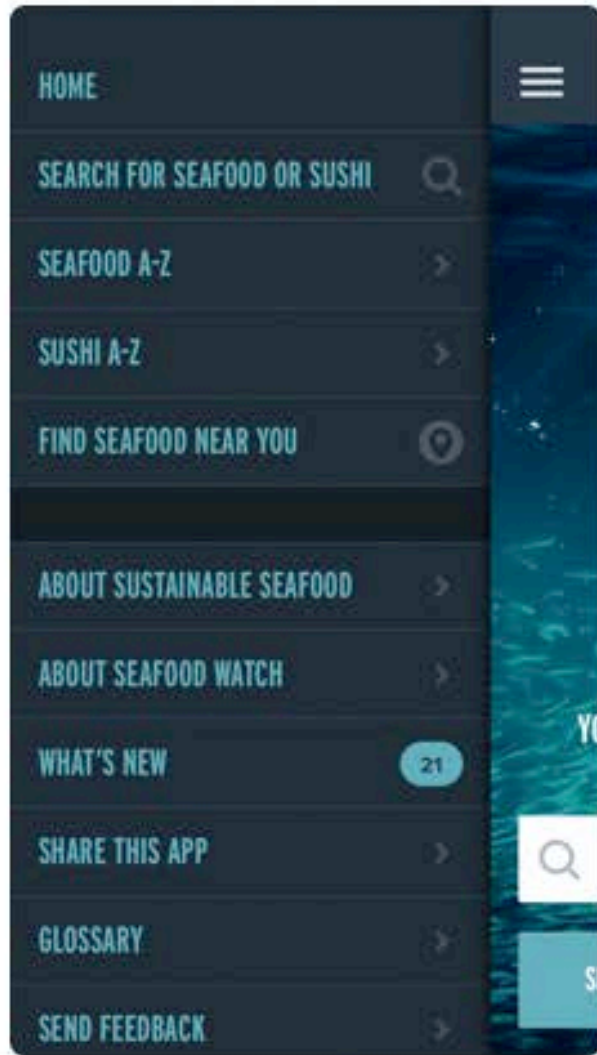 HOME
SEARCH FOR SEAFOOD OR SUSHI
SEAFOOD A-Z
SUSHI A-Z
FIND SEAFOOD NEAR YOU
ABOUT SUSTAINABLE SEAFOOD
ABOUT SEAFOOD WATCH
WHAT'S NEW
21
SHARE THIS APP
GLOSSARY
SEND FEEDBACK